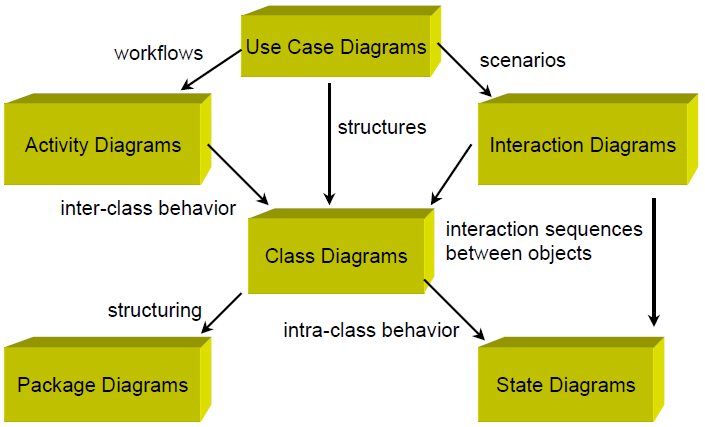 Use Case Diagrams
workflows
scenarios
Activity Diagrams
structures
Interaction Diagrams
inter-class behavior
interaction sequences
between objects
Class Diagrams
structuring
intra-class behavior
Package Diagrams
State Diagrams